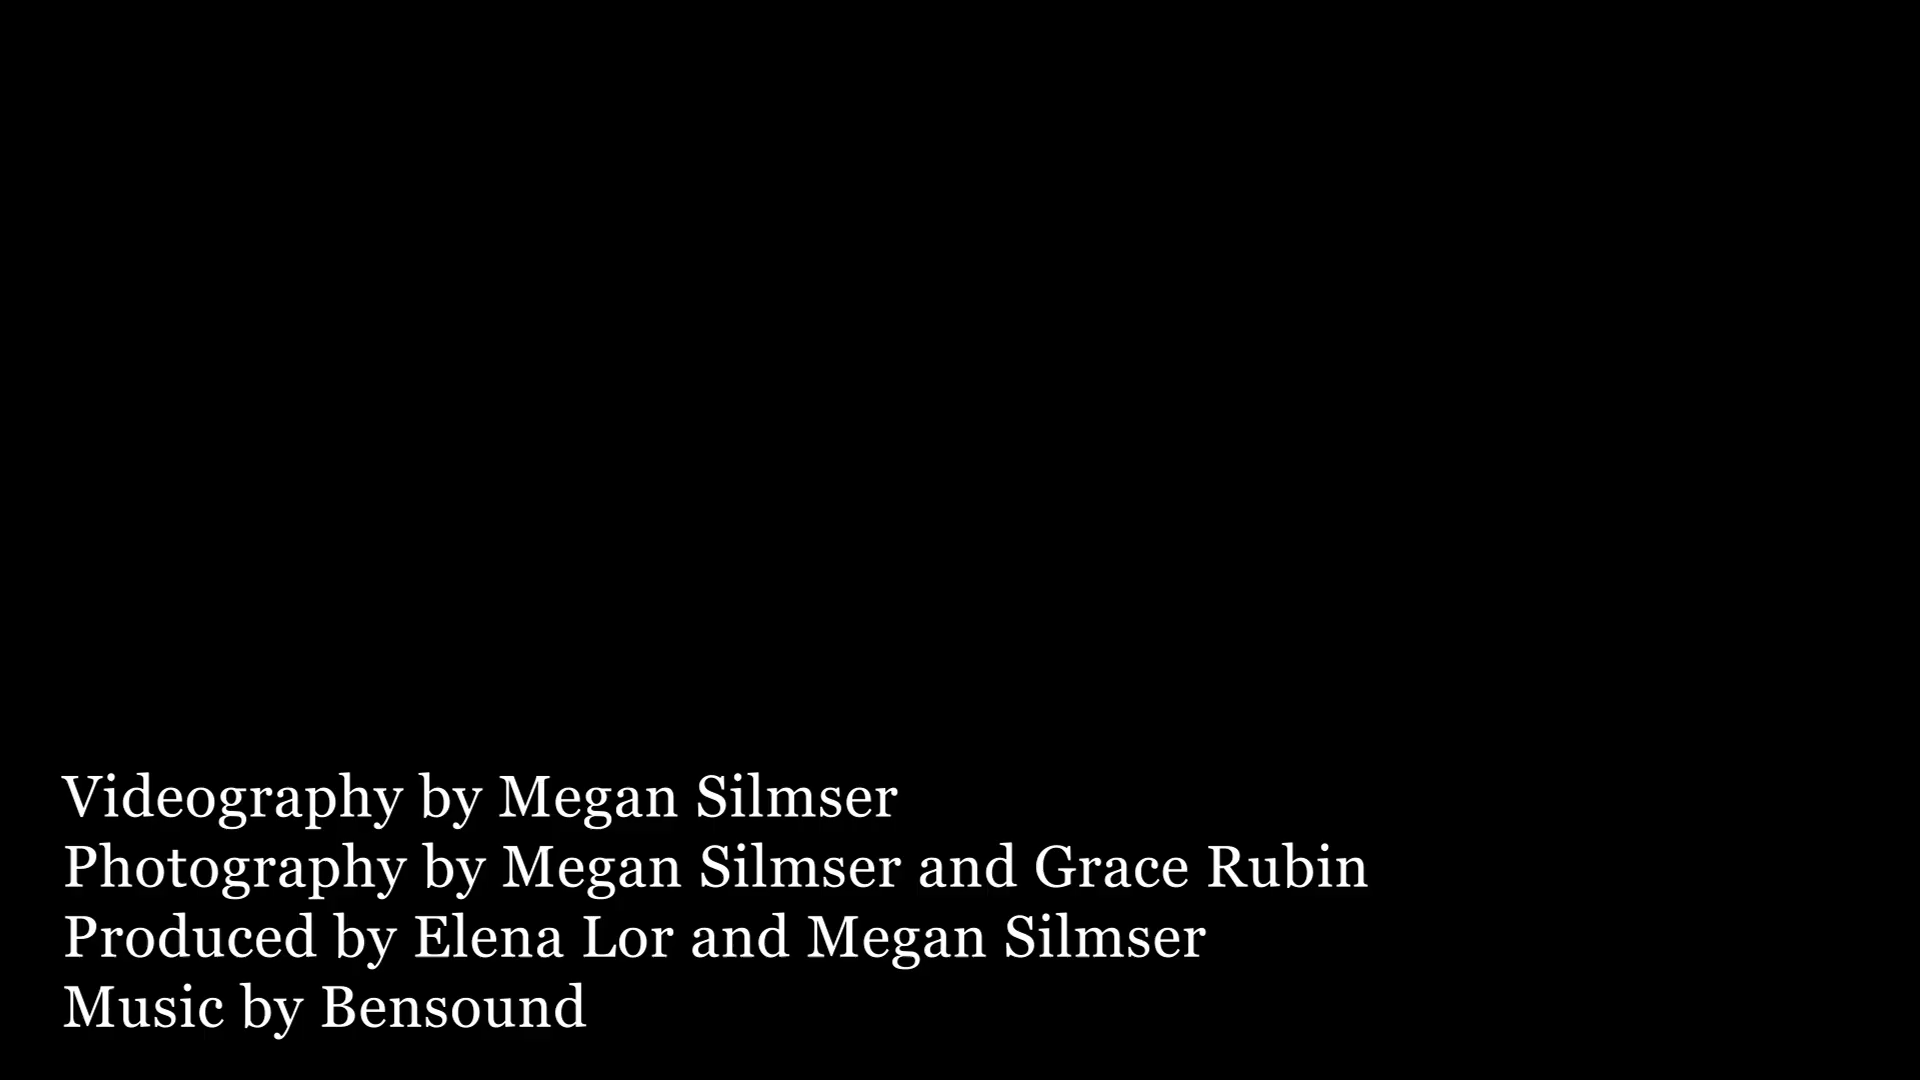 Videography by Megan Silmser
Photography by Megan Silmser and Grace Rubin
Produced by Elena Lor and Megan Silmser
Music by Bensound